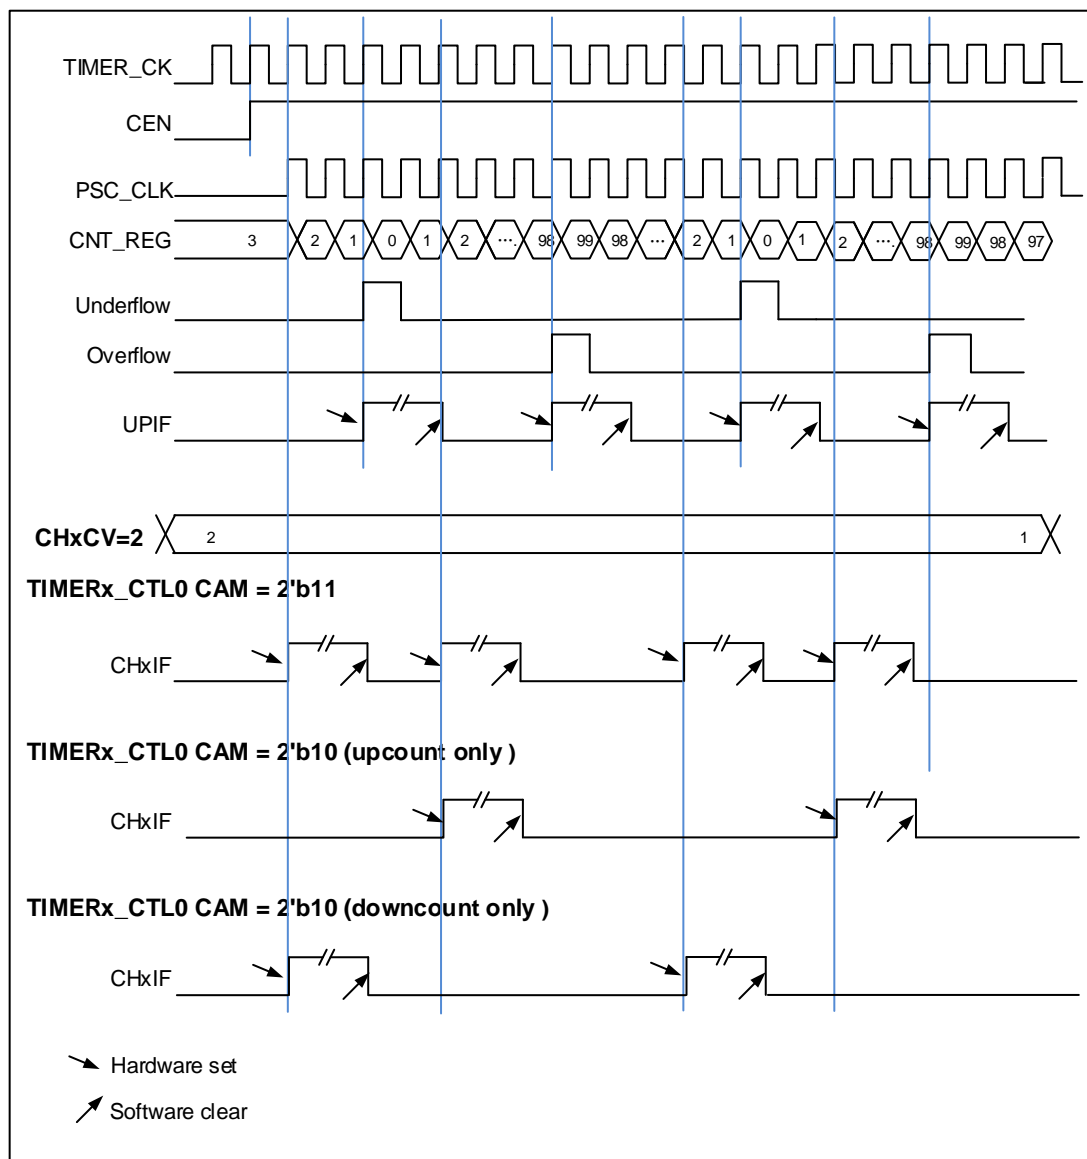 TIMER_CK
CEN
PSC_CLK
CNT_REG 3 2 1 0 1 2 ... 98 99 98 ... 2 1 0 1 2 ... 98 99 98 97
Underflow
Overflow
UPIF
CHxCV=2 2 1
TIMERx_CTL0 CAM = 2'b11
CHxIF
TIMERx_CTL0 CAM = 2'b10 (upcount only )
CHxIF
TIMERx_CTL0 CAM = 2'b10 (downcount only )
CHxIF
Hardware set
Software clear